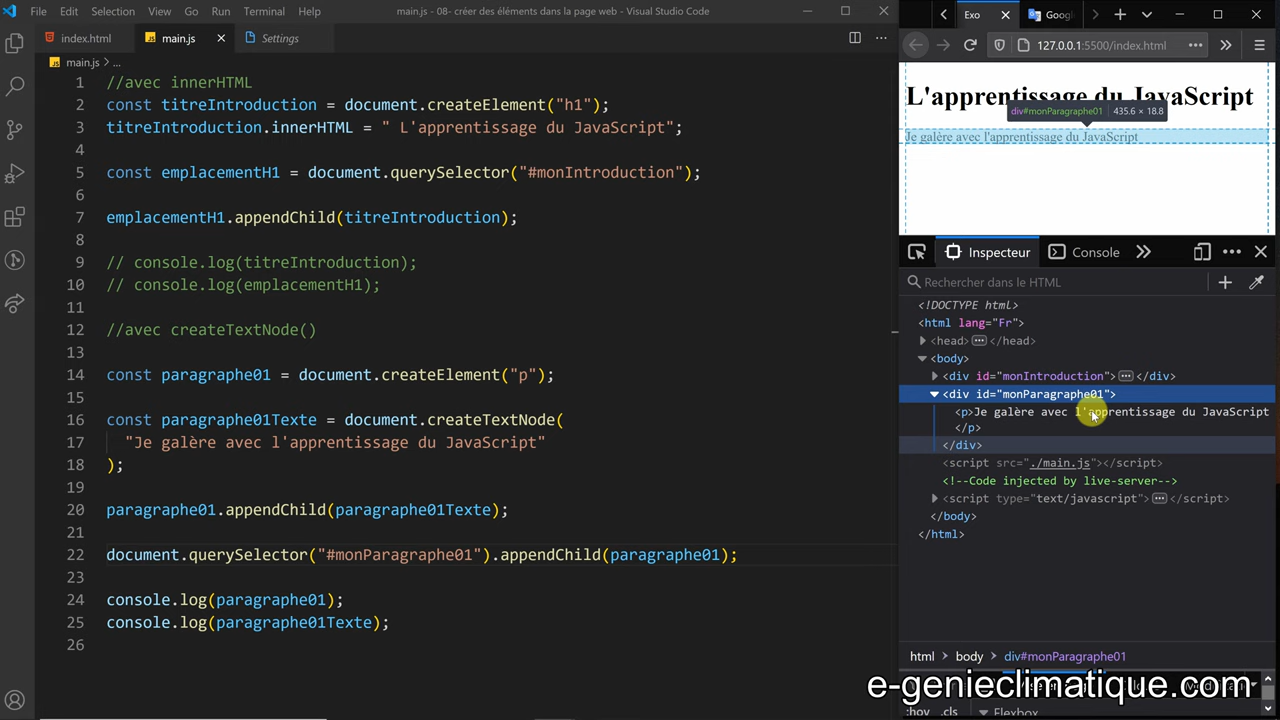 File Edit Selection View Go Run Terminal Help
main.js - 08- créer des éléments dans la page web - Visual Studio Code
index.html main.js Settings
main.js > ...
1 //avec innerHTML
2 const titreIntroduction = document.createElement("h1");
3 titreIntroduction.innerHTML = " L'apprentissage du JavaScript";
4
5 const emplacementH1 = document.querySelector("#monIntroduction");
6
7 emplacementH1.appendChild(titreIntroduction);
8
9 // console.log(titreIntroduction);
10 // console.log(emplacementH1);
11
12 //avec createTextNode()
13
14 const paragraphe01 = document.createElement("p");
15
16 const paragraphe01Texte = document.createTextNode(
17 "Je galère avec l'apprentissage du JavaScript"
18 );
19
20 paragraphe01.appendChild(paragraphe01Texte);
21
22 document.querySelector("#monParagraphe01").appendChild(paragraphe01);
23
24 console.log(paragraphe01);
25 console.log(paragraphe01Texte);
26
Exo Google
127.0.0.1:5500/index.html
L'apprentissage du JavaScript
div#monParagraphe01 435.6 × 18.8
Je galère avec l'apprentissage du JavaScript
Inspecteur Console
Rechercher dans le HTML
<!DOCTYPE html>
<html lang="Fr">
<head> </head>
<body>
<div id="monIntroduction"> </div>
<div id="monParagraphe01">
<p>Je galère avec l'apprentissage du JavaScript
</p>
</div>
<script src="./main.js"></script>
<!--Code injected by live-server-->
<script type="text/javascript"> </script>
</body>
</html>
html > body > div#monParagraphe01
e-genieclimatique.com
:hov .cls Flexbox